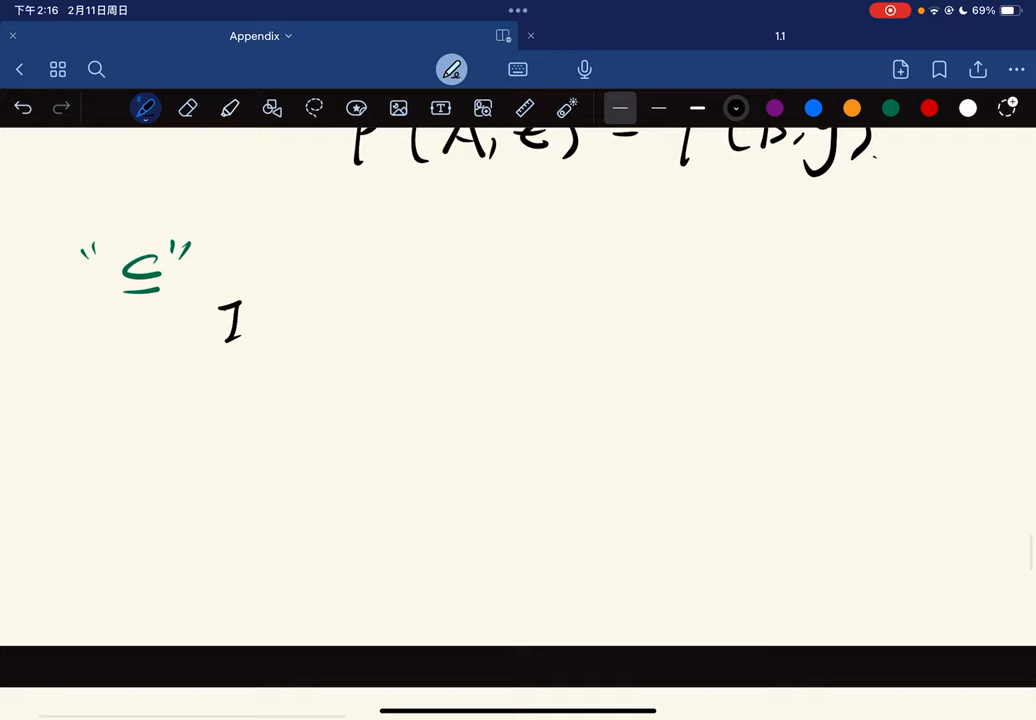 下午2:16 2月11日周日 69%
Appendix 1.1
P(A, E) = P(B, y).
"⊆"
I